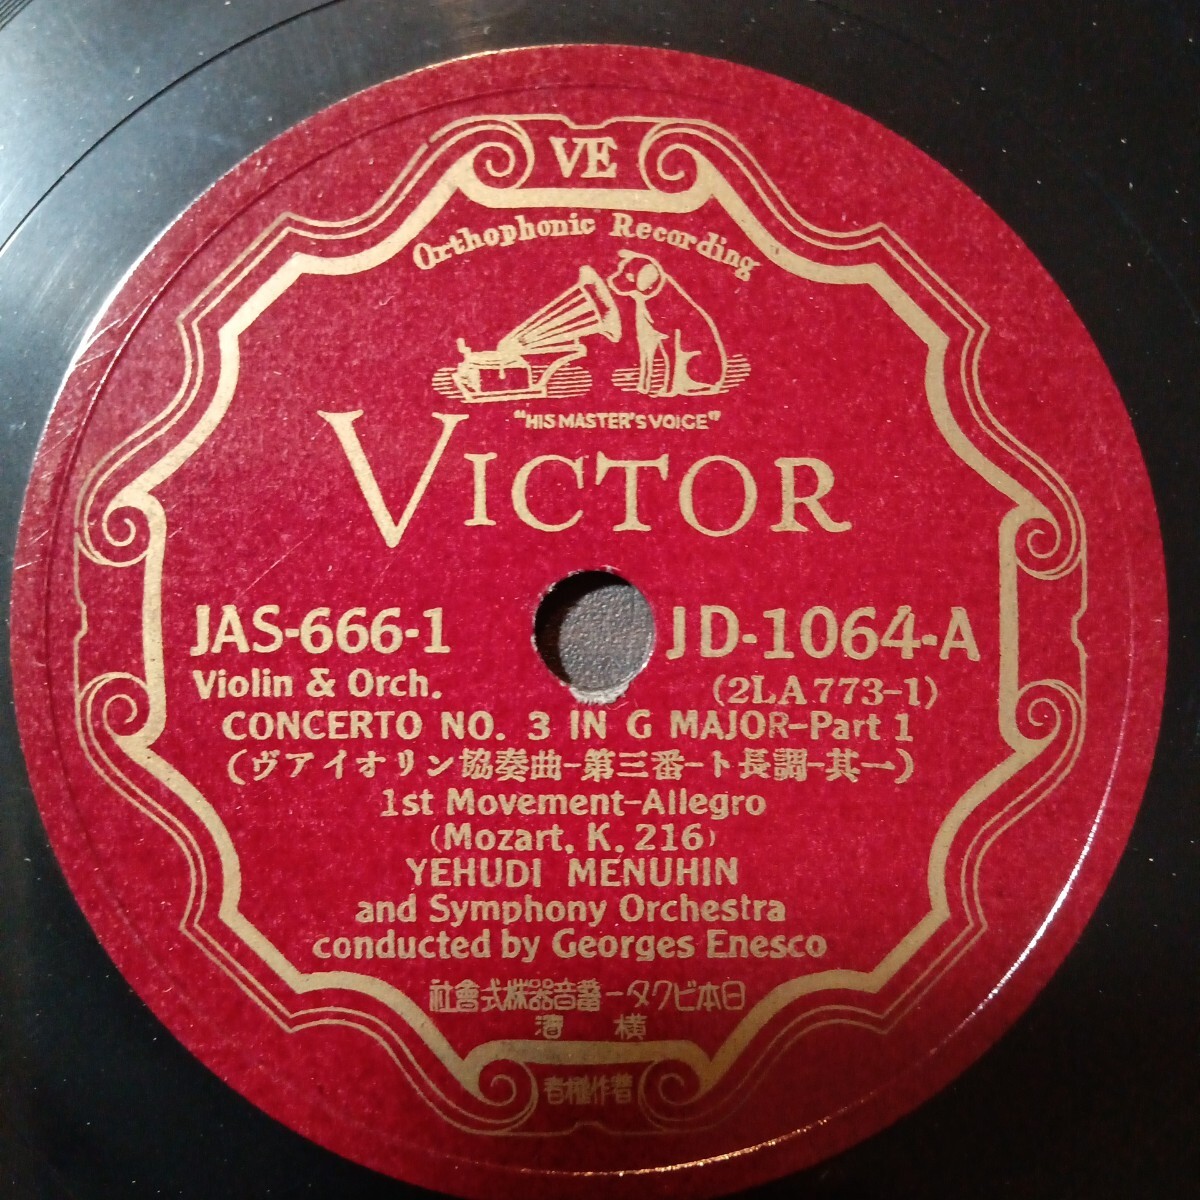 VE
Orthophonic Recording
"HIS MASTER'S VOICE"
VICTOR
JAS-666-1
JD-1064-A
Violin & Orch.
(2LA773-1)
CONCERTO NO. 3 IN G MAJOR-Part 1
(ヴアイオリン協奏曲-第三番-ト長調-其一)
1st Movement-Allegro
(Mozart, K. 216)
YEHUDI MENUHIN
and Symphony Orchestra
conducted by Georges Enesco
社會式株器音蓄ータクビ本日
濱横
者權作著